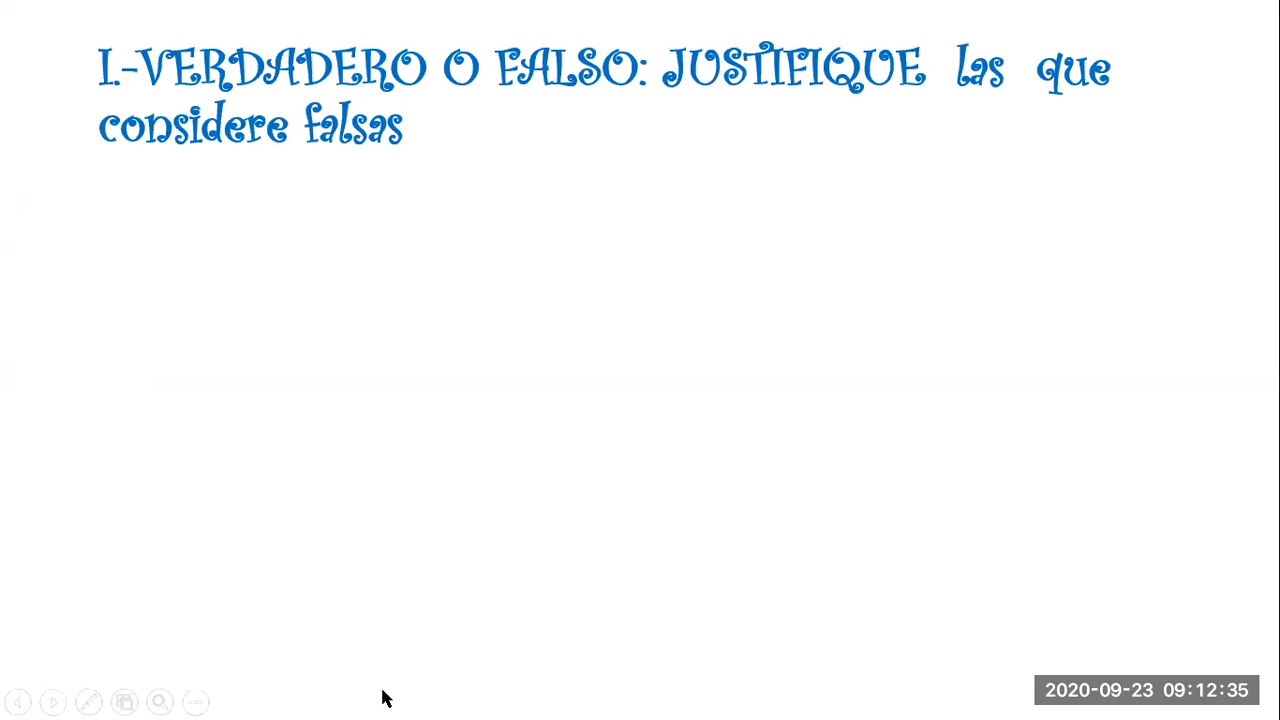 I.-VERDADERO O FALSO: JUSTIFIQUE las que
considere falsas
2020-09-23 09:12:35